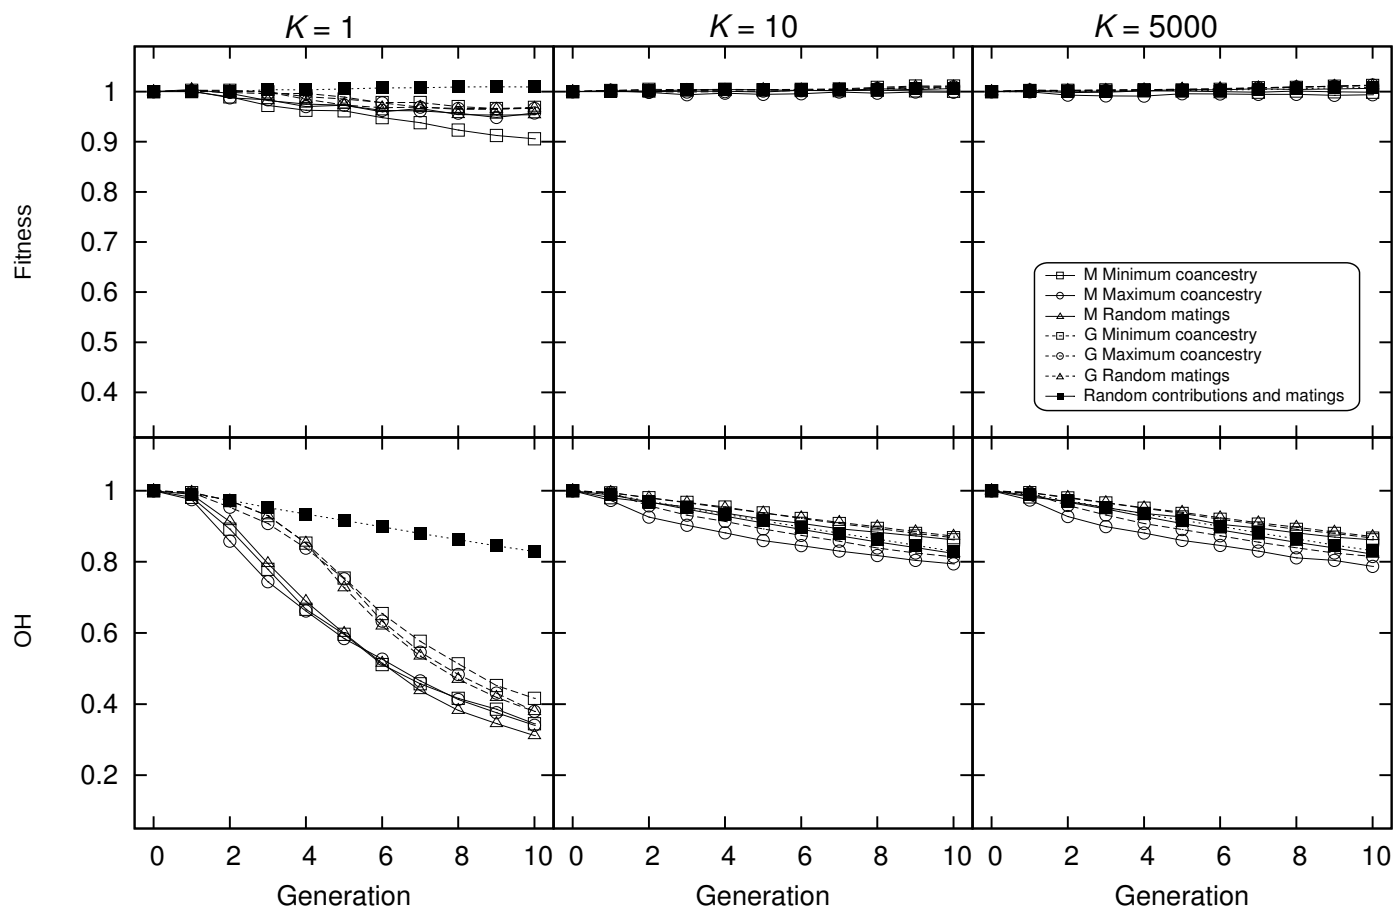 K = 1
K = 10
K = 5000
Fitness
1
0.9
0.8
0.7
0.6
0.5
0.4
M Minimum coancestry
M Maximum coancestry
M Random matings
G Minimum coancestry
G Maximum coancestry
G Random matings
Random contributions and matings
OH
1
0.8
0.6
0.4
0.2
0 2 4 6 8 10
0 2 4 6 8 10
0 2 4 6 8 10
Generation
Generation
Generation